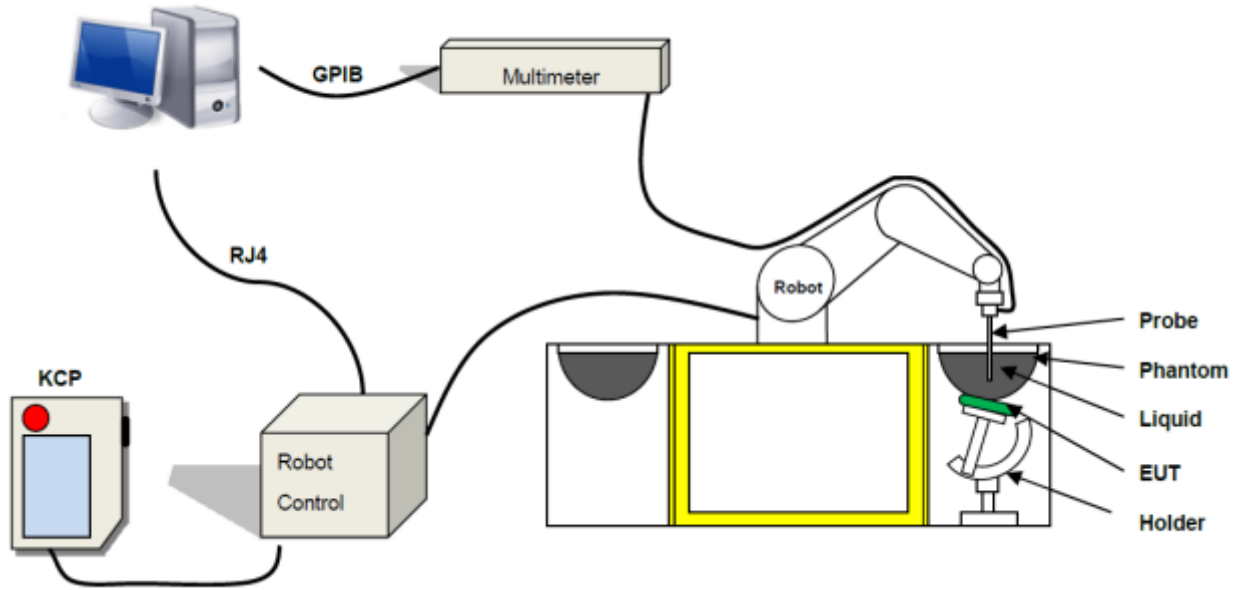 GPIB
Multimeter
RJ4
Robot
Probe
Phantom
KCP
Liquid
Robot
Control
EUT
Holder